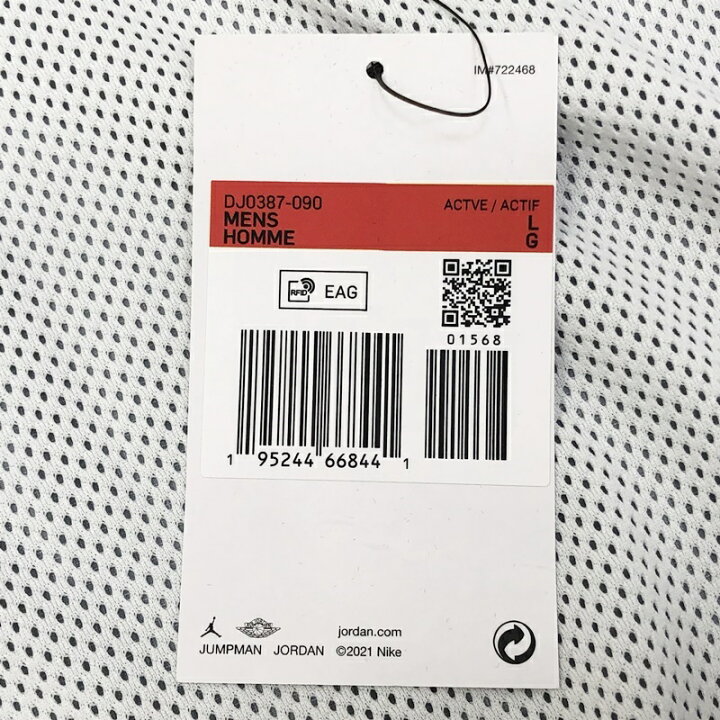 IM#722468
DJ0387-090
MENS
HOMME
ACTVE / ACTIF
L
G
RFID EAG
01568
1 95244 66844 1
jordan.com
JUMPMAN JORDAN ©2021 Nike